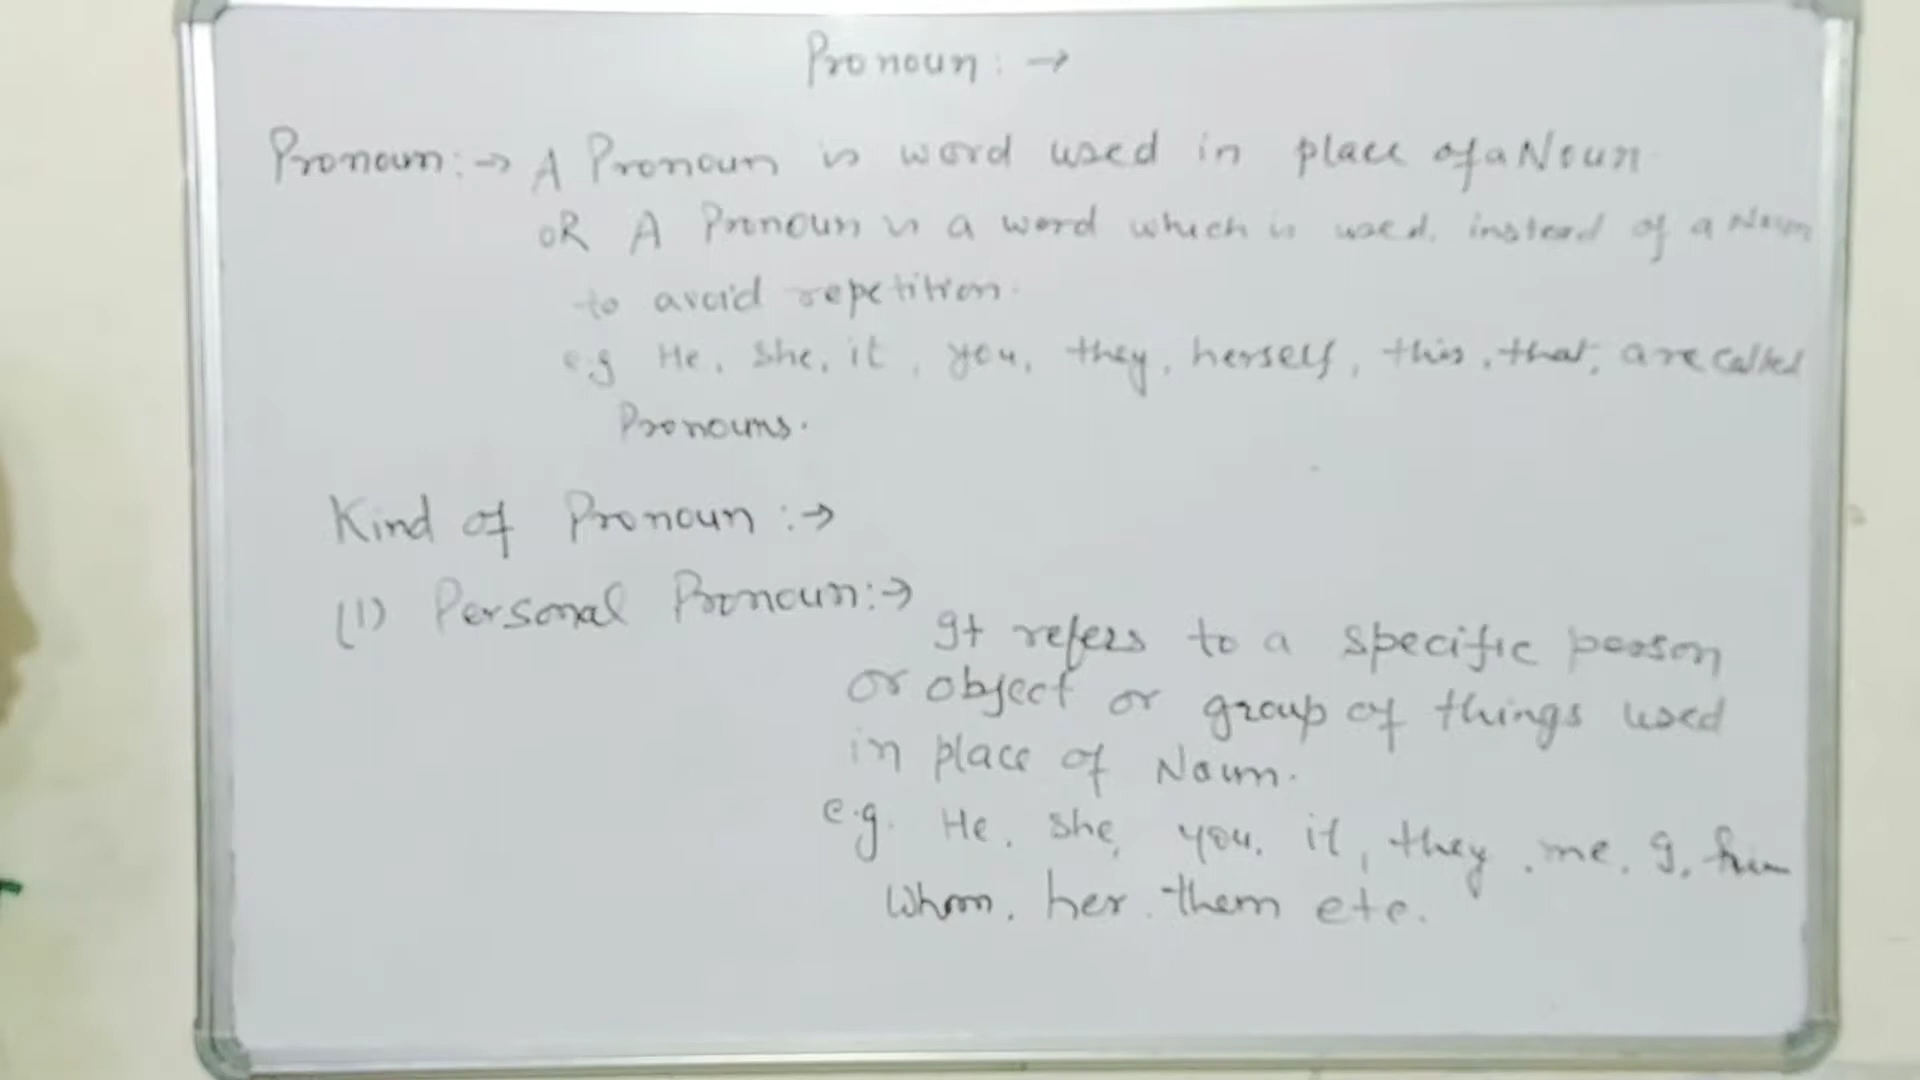 Pronoun: →
Pronoun:→ A Pronoun is word used in place of a Noun
OR A Pronoun is a word which is used. instead of a Noun
to avoid repetition.
e.g He, She, it, you, they, herself, this, that, are called
Pronouns.
Kind of Pronoun :→
(1) Personal Pronoun:→
It refers to a specific person
or object or group of things used
in place of Noun.
e.g. He, she, you, it, they, me, I, him
Whom, her, them etc.